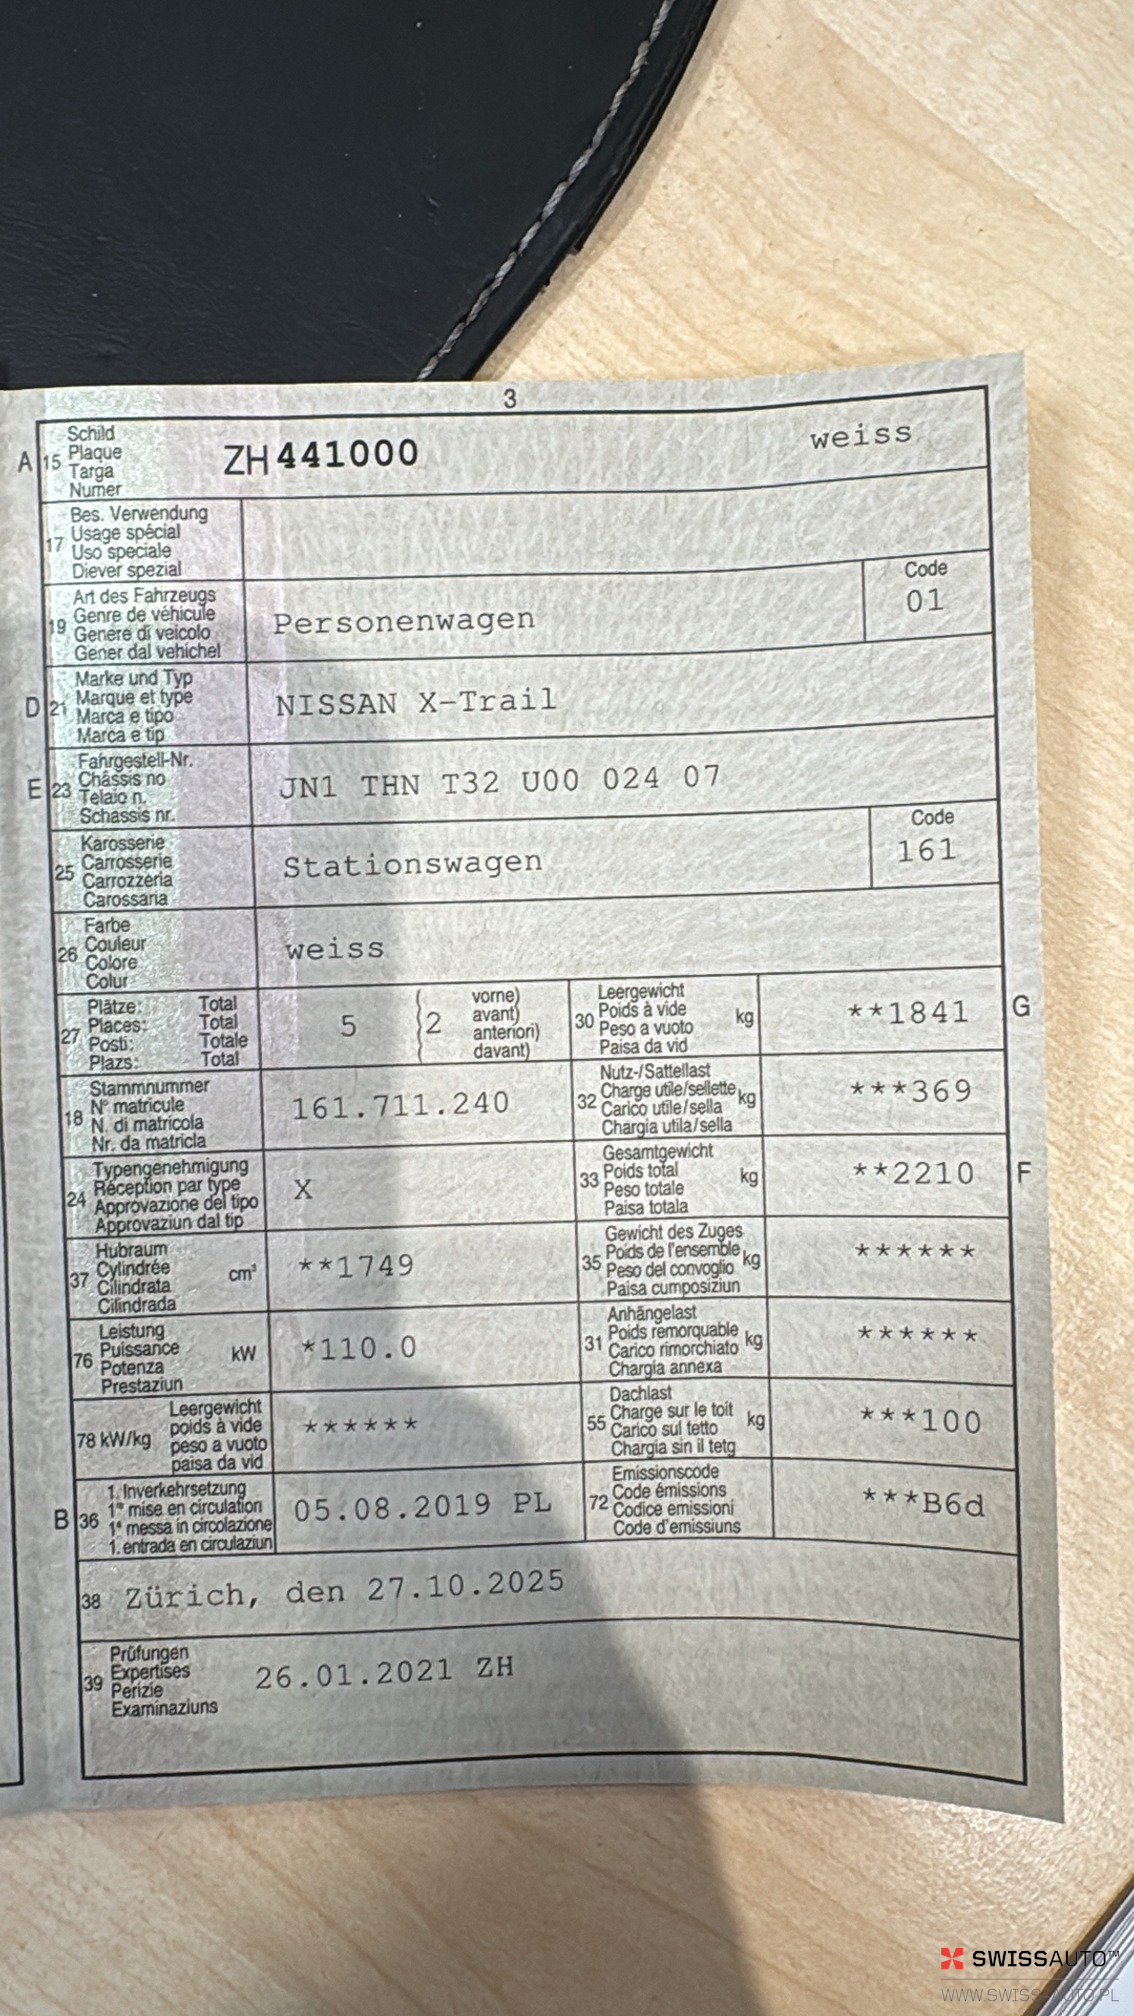 3
A 15 Schild
Plaque
Targa
Numer
ZH 441000 weiss
17 Bes. Verwendung
Usage spécial
Uso speciale
Diever spezial
19 Art des Fahrzeugs
Genre de véhicule
Genere di veicolo
Gener dal vehichel
Personenwagen
Code
01
D 21 Marke und Typ
Marque et type
Marca e tipo
Marca e tip
NISSAN X-Trail
E 23 Fahrgestell-Nr.
Châssis no
Telaio n.
Schassis nr.
JN1 THN T32 U00 024 07
25 Karosserie
Carrosserie
Carrozzeria
Carossaria
Stationswagen
Code
161
26 Farbe
Couleur
Colore
Colur
weiss
27 Plätze: Total
Places: Total
Posti: Totale
Plazs: Total
5 2
vorne)
avant)
anteriori)
davant)
30 Leergewicht
Poids à vide
Peso a vuoto
Paisa da vid
kg
**1841
G
18 Stammnummer
N° matricule
N. di matricola
Nr. da matricla
161.711.240
32 Nutz-/Sattellast
Charge utile/sellette
Carico utile/sella
Chargia utila/sella
kg
***369
24 Typengenehmigung
Réception par type
Approvazione del tipo
Approvaziun dal tip
X
33 Gesamtgewicht
Poids total
Peso totale
Paisa totala
kg
**2210
F
37 Hubraum
Cylindrée
Cilindrata
Cilindrada
cm³
**1749
35 Gewicht des Zuges
Poids de l'ensemble
Peso del convoglio
Paisa cumposiziun
kg
******
76 Leistung
Puissance
Potenza
Prestaziun
kW
*110.0
31 Anhängelast
Poids remorquable
Carico rimorchiato
Chargia annexa
kg
******
78 kW/kg
Leergewicht
poids à vide
peso a vuoto
paisa da vid
******
55 Dachlast
Charge sur le toit
Carico sul tetto
Chargia sin il tetg
kg
***100
B 36 1. Inverkehrsetzung
1re mise en circulation
1a messa in circolazione
1. entrada en circulaziun
05.08.2019 PL
72 Emissionscode
Code émissions
Codice emissioni
Code d'emissiuns
***B6d
38 Zürich, den 27.10.2025
39 Prüfungen
Expertises
Perizie
Examinaziuns
26.01.2021 ZH
SWISSAUTO™
WWW.SWISSAUTO.PL